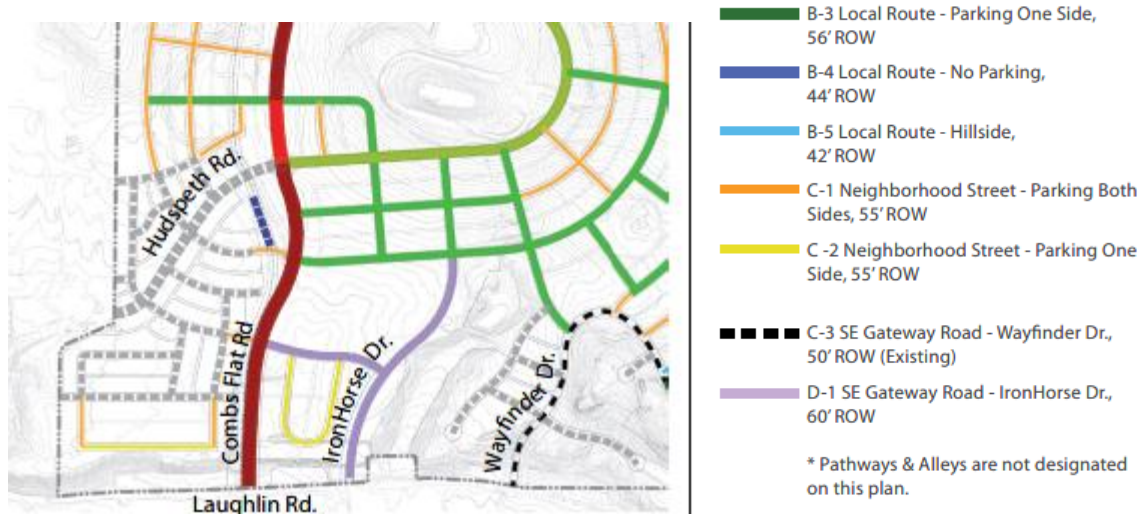 Hudspeth Rd.
Combs Flat Rd
IronHorse Dr.
Wayfinder Dr.
Laughlin Rd.
B-3 Local Route - Parking One Side,
56’ ROW
B-4 Local Route - No Parking,
44’ ROW
B-5 Local Route - Hillside,
42’ ROW
C-1 Neighborhood Street - Parking Both
Sides, 55’ ROW
C -2 Neighborhood Street - Parking One
Side, 55’ ROW
C-3 SE Gateway Road - Wayfinder Dr.,
50’ ROW (Existing)
D-1 SE Gateway Road - IronHorse Dr.,
60’ ROW
* Pathways & Alleys are not designated
on this plan.